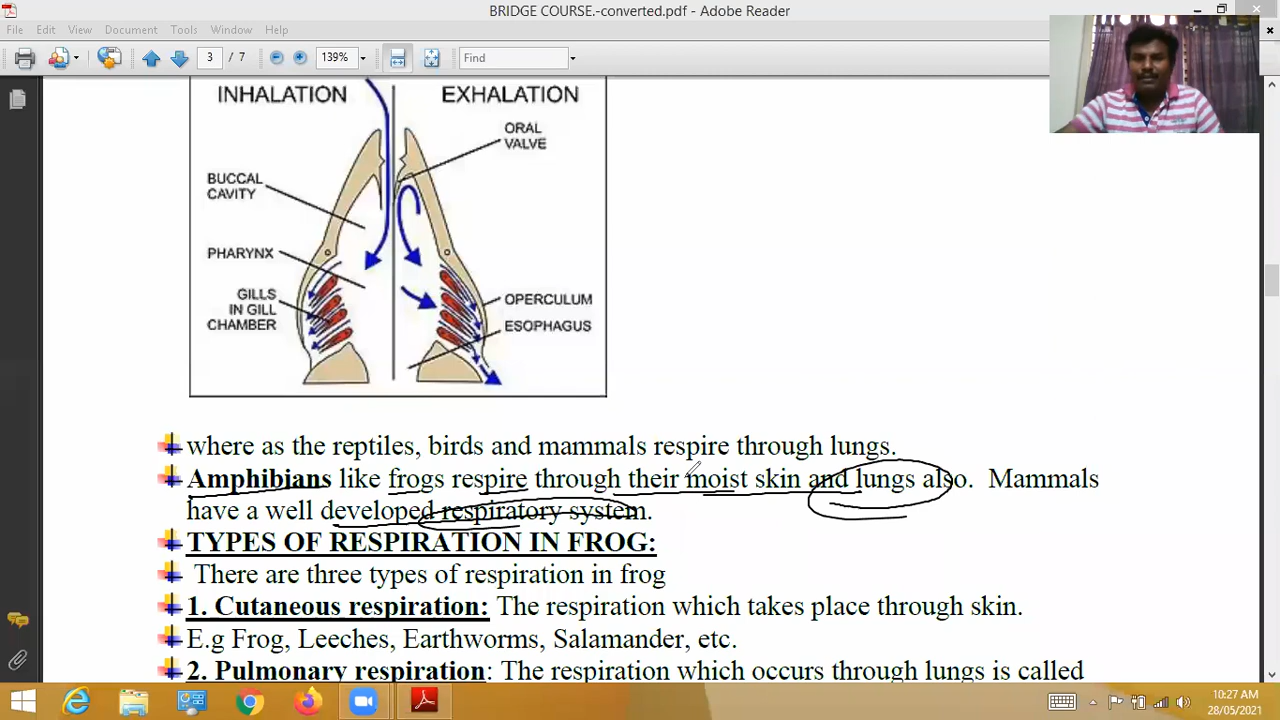 BRIDGE COURSE.-converted.pdf - Adobe Reader
File Edit View Document Tools Window Help
3 / 7 139% Find
INHALATION EXHALATION
ORAL
VALVE
BUCCAL
CAVITY
PHARYNX
GILLS
IN GILL
CHAMBER
OPERCULUM
ESOPHAGUS
where as the reptiles, birds and mammals respire through lungs.
Amphibians like frogs respire through their moist skin and lungs also. Mammals
have a well developed respiratory system.
TYPES OF RESPIRATION IN FROG:
There are three types of respiration in frog
1. Cutaneous respiration: The respiration which takes place through skin.
E.g Frog, Leeches, Earthworms, Salamander, etc.
2. Pulmonary respiration: The respiration which occurs through lungs is called
10:27 AM
28/05/2021